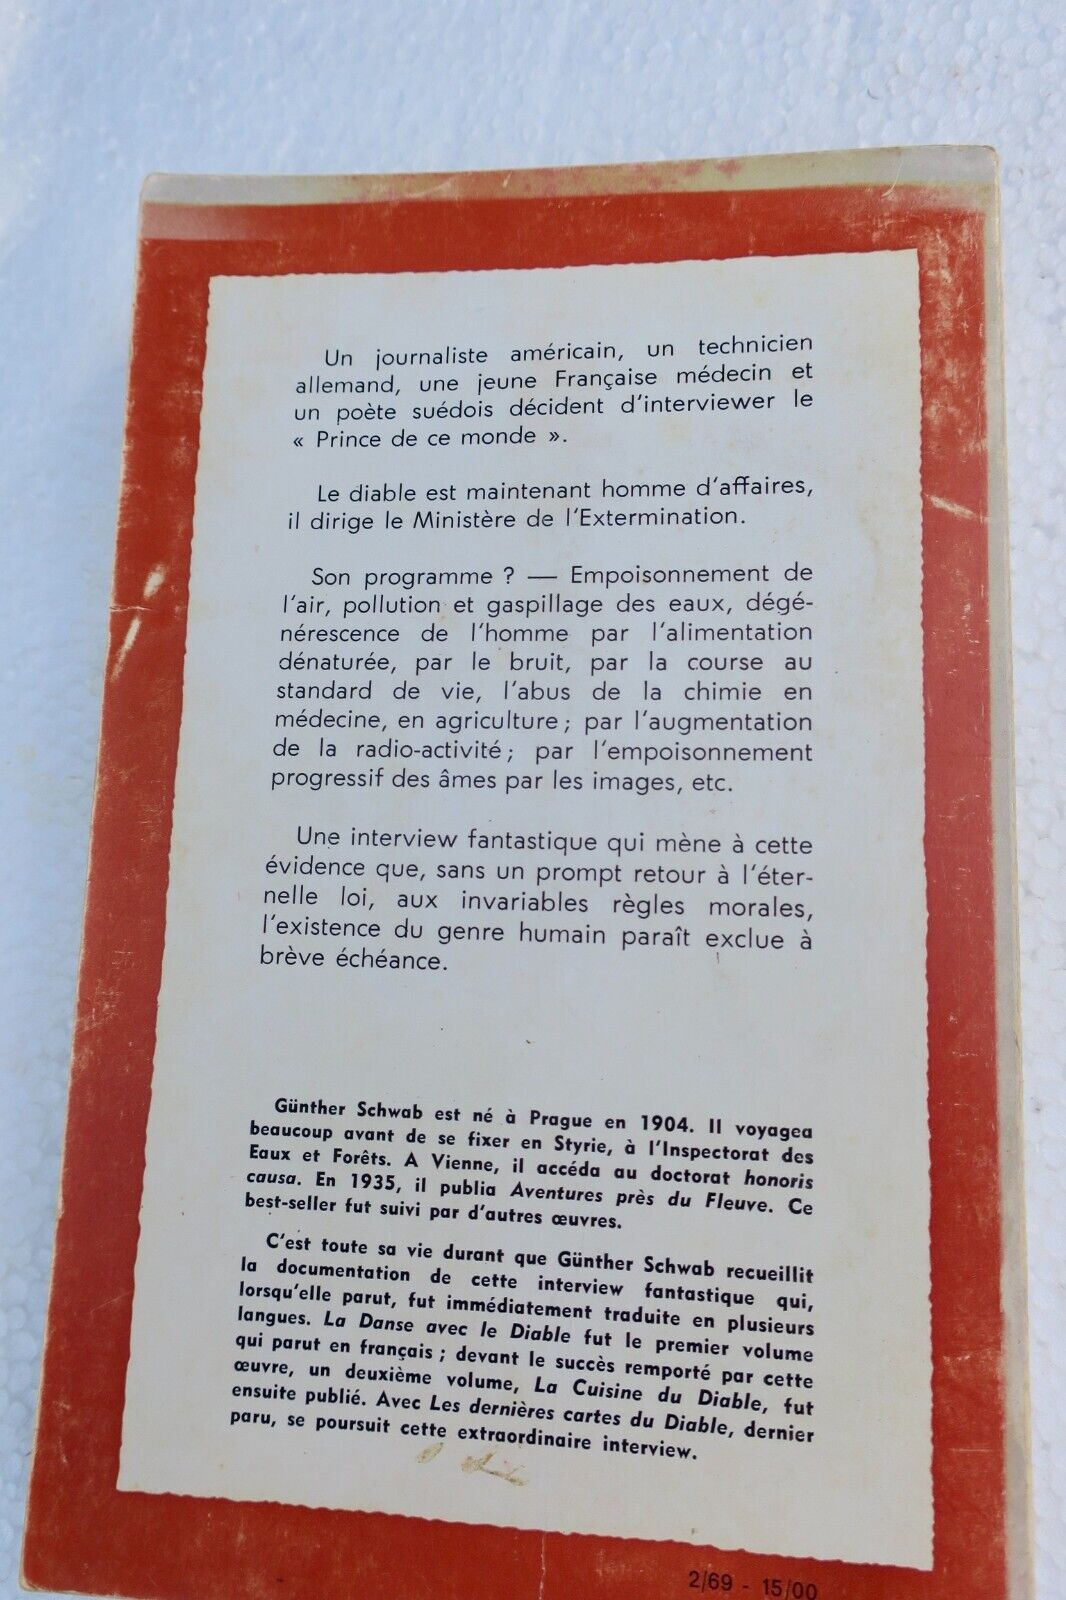 Un journaliste américain, un technicien
allemand, une jeune Française médecin et
un poète suédois décident d'interviewer le
« Prince de ce monde ».
Le diable est maintenant homme d'affaires,
il dirige le Ministère de l'Extermination.
Son programme ? — Empoisonnement de
l'air, pollution et gaspillage des eaux, dégé-
nérescence de l'homme par l'alimentation
dénaturée, par le bruit, par la course au
standard de vie, l'abus de la chimie en
médecine, en agriculture ; par l'augmentation
de la radio-activité ; par l'empoisonnement
progressif des âmes par les images, etc.
Une interview fantastique qui mène à cette
évidence que, sans un prompt retour à l'éter-
nelle loi, aux invariables règles morales,
l'existence du genre humain paraît exclue à
brève échéance.
Günther Schwab est né à Prague en 1904. Il voyagea
beaucoup avant de se fixer en Styrie, à l'Inspectorat des
Eaux et Forêts. A Vienne, il accéda au doctorat honoris
causa. En 1935, il publia Aventures près du Fleuve. Ce
best-seller fut suivi par d'autres œuvres.
C'est toute sa vie durant que Günther Schwab recueillit
la documentation de cette interview fantastique qui,
lorsqu'elle parut, fut immédiatement traduite en plusieurs
langues. La Danse avec le Diable fut le premier volume
qui parut en français ; devant le succès remporté par cette
œuvre, un deuxième volume, La Cuisine du Diable, fut
ensuite publié. Avec Les dernières cartes du Diable, dernier
paru, se poursuit cette extraordinaire interview.
2/69 - 15/00